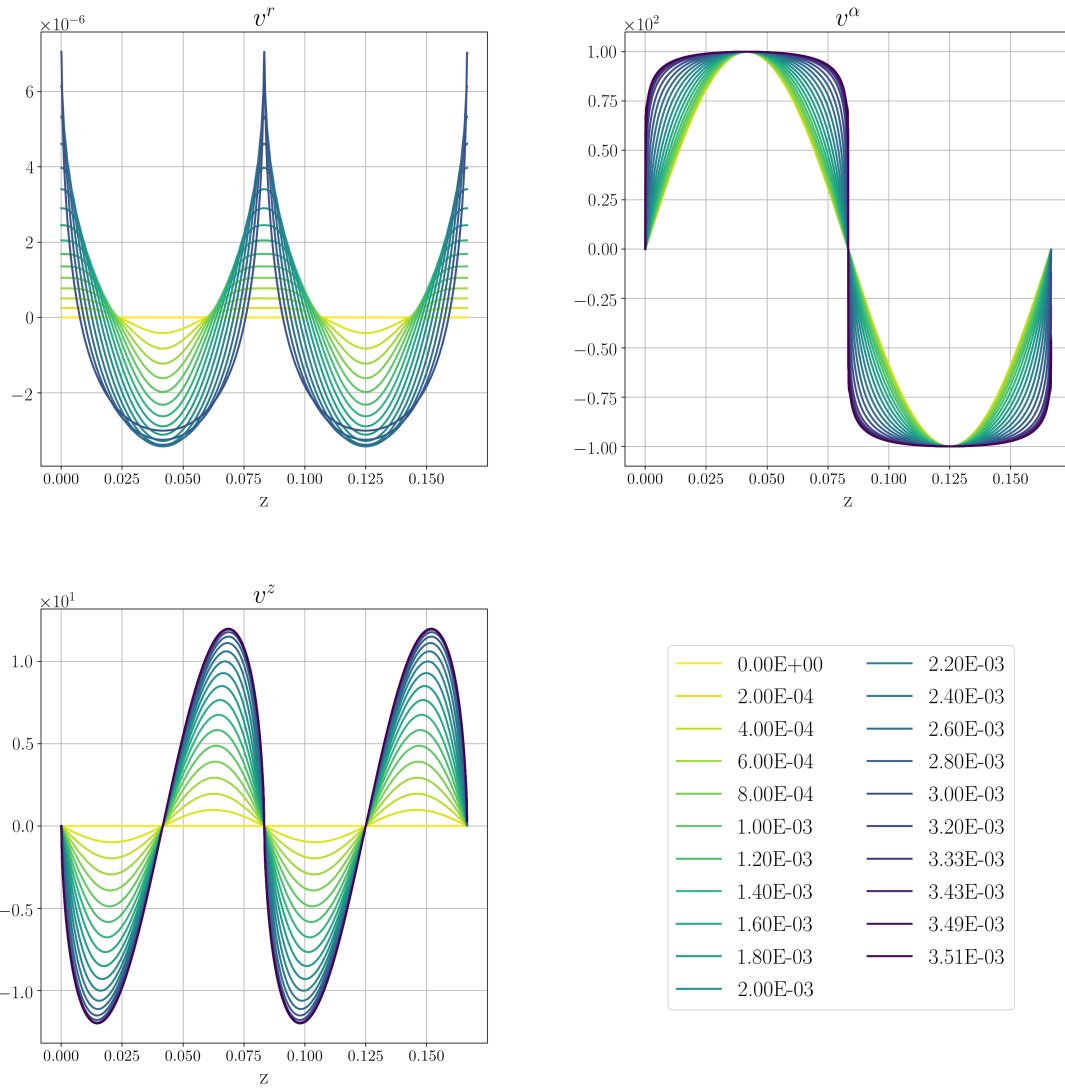 ×10⁻⁶
vʳ
6
4
2
0
−2
0.000 0.025 0.050 0.075 0.100 0.125 0.150
z
×10²
v^α
1.00
0.75
0.50
0.25
0.00
−0.25
−0.50
−0.75
−1.00
0.000 0.025 0.050 0.075 0.100 0.125 0.150
z
×10¹
vᶻ
1.0
0.5
0.0
−0.5
−1.0
0.000 0.025 0.050 0.075 0.100 0.125 0.150
z
0.00E+00 2.20E-03
2.00E-04 2.40E-03
4.00E-04 2.60E-03
6.00E-04 2.80E-03
8.00E-04 3.00E-03
1.00E-03 3.20E-03
1.20E-03 3.33E-03
1.40E-03 3.43E-03
1.60E-03 3.49E-03
1.80E-03 3.51E-03
2.00E-03